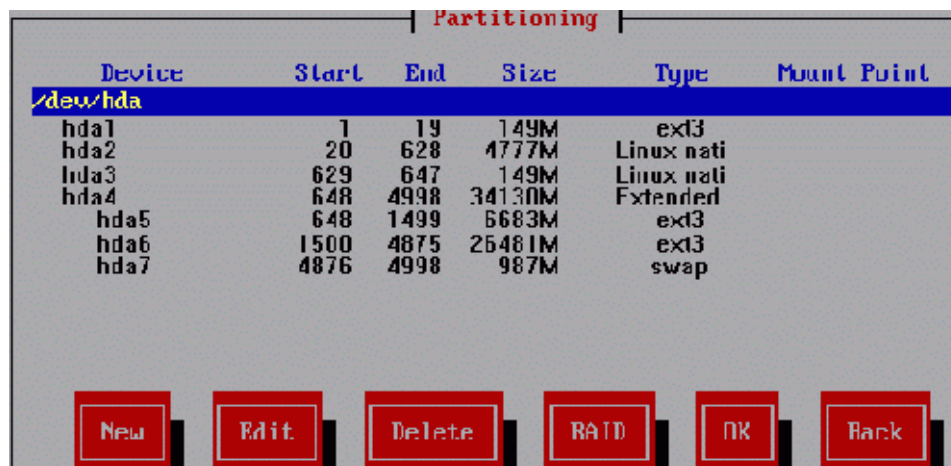 Partitioning
Device Start End Size Type Mount Point
/dev/hda
hda1 1 19 149M ext3
hda2 20 628 4777M Linux nati
hda3 629 647 149M Linux nati
hda4 648 4998 34130M Extended
hda5 648 1499 6683M ext3
hda6 1500 4875 26481M ext3
hda7 4876 4998 987M swap
New Edit Delete RAID OK Back